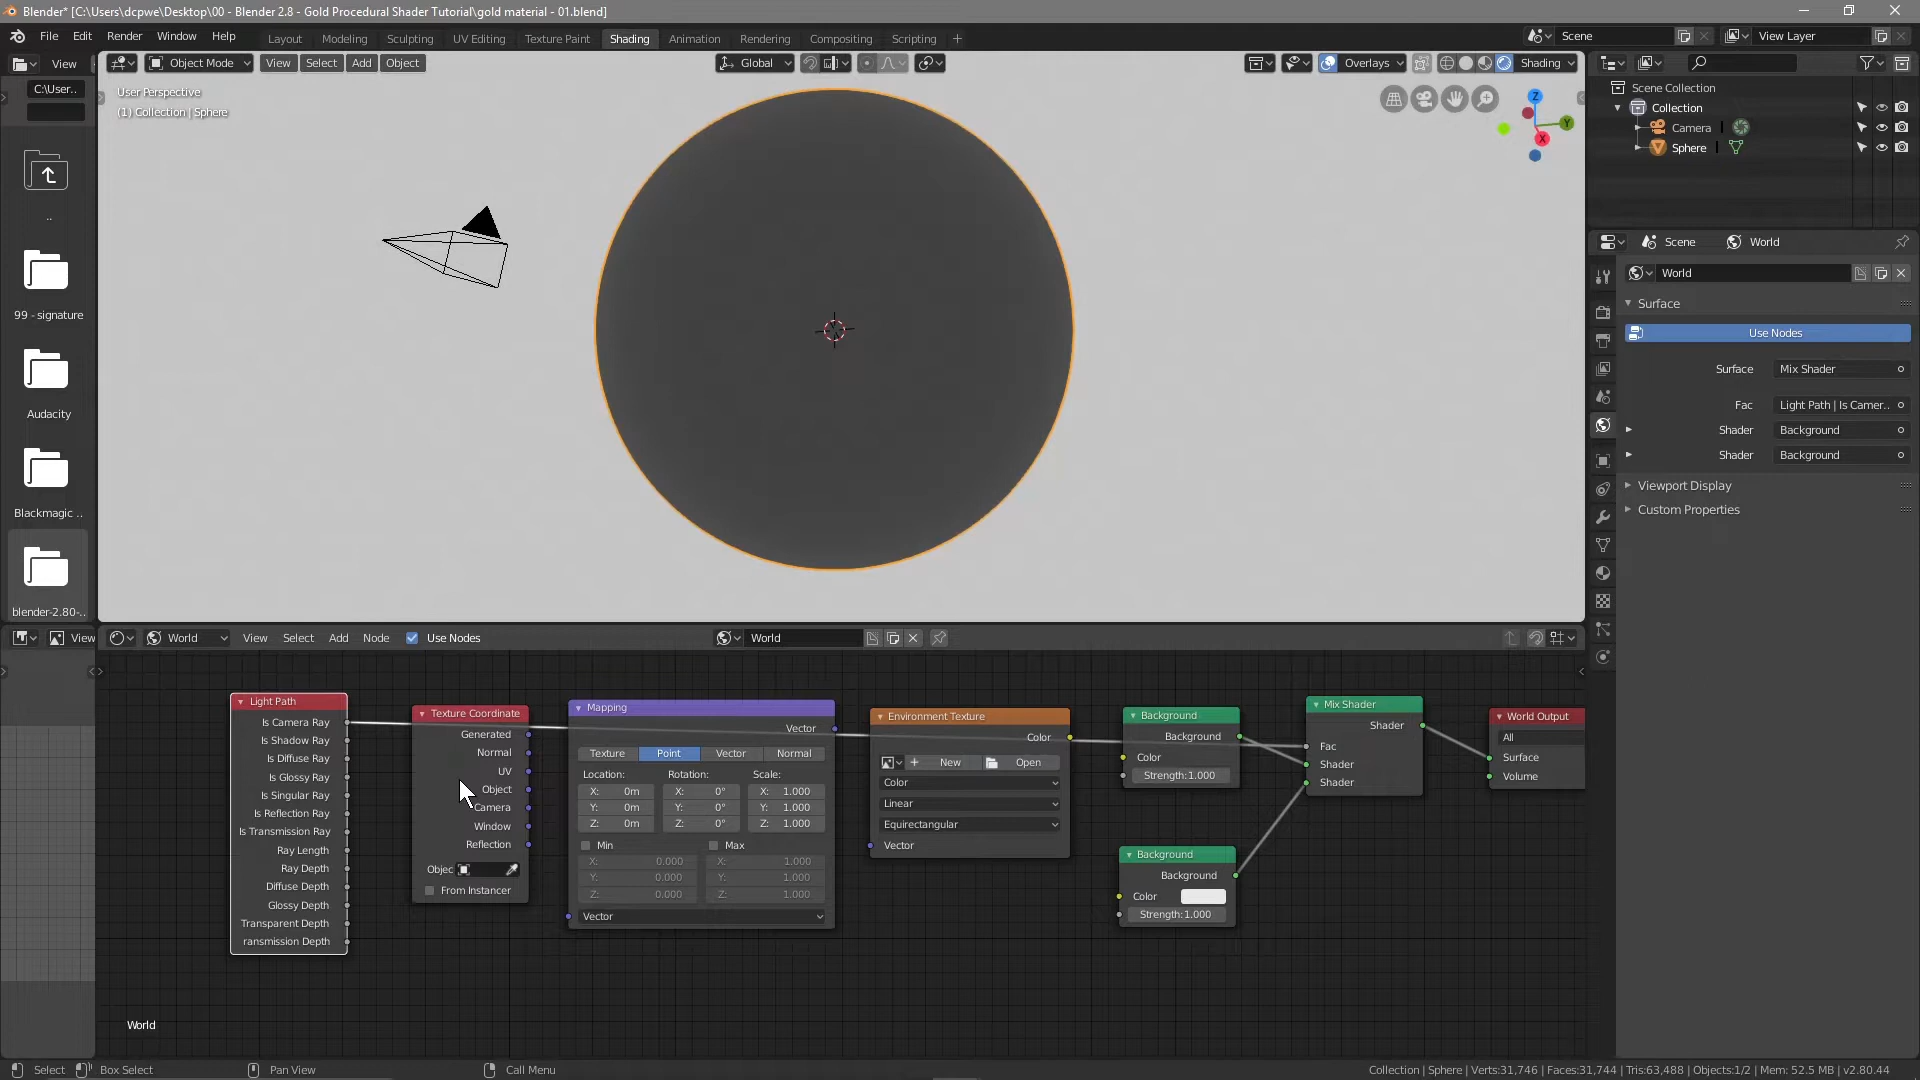 Blender* [C:\Users\dcpwe\Desktop\00 - Blender 2.8 - Gold Procedural Shader Tutorial\gold material - 01.blend]
File Edit Render Window Help
Layout Modeling Sculpting UV Editing Texture Paint Shading Animation Rendering Compositing Scripting +
Scene
View Layer
View
Object Mode View Select Add Object
Global
Overlays
Shading
C:\User..
User Perspective
(1) Collection | Sphere
Z
Y
X
..
99 - signature
Audacity
Blackmagic ..
blender-2.80-..
Scene Collection
Collection
Camera
Sphere
Scene World
World
Surface
Use Nodes
Surface Mix Shader
Fac Light Path | Is Camer..
Shader Background
Shader Background
Viewport Display
Custom Properties
View
World View Select Add Node Use Nodes
World
Light Path
Is Camera Ray
Is Shadow Ray
Is Diffuse Ray
Is Glossy Ray
Is Singular Ray
Is Reflection Ray
Is Transmission Ray
Ray Length
Ray Depth
Diffuse Depth
Glossy Depth
Transparent Depth
ransmission Depth
Texture Coordinate
Generated
Normal
UV
Object
Camera
Window
Reflection
Objec
From Instancer
Mapping
Vector
Texture Point Vector Normal
Location: Rotation: Scale:
X: 0m X: 0° X: 1.000
Y: 0m Y: 0° Y: 1.000
Z: 0m Z: 0° Z: 1.000
Min Max
X: 0.000 X: 1.000
Y: 0.000 Y: 1.000
Z: 0.000 Z: 1.000
Vector
Environment Texture
Color
+ New Open
Color
Linear
Equirectangular
Vector
Background
Background
Color
Strength:1.000
Background
Background
Color
Strength:1.000
Mix Shader
Shader
Fac
Shader
Shader
World Output
All
Surface
Volume
World
Select Box Select Pan View Call Menu
Collection | Sphere | Verts:31,746 | Faces:31,744 | Tris:63,488 | Objects:1/2 | Mem: 52.5 MB | v2.80.44